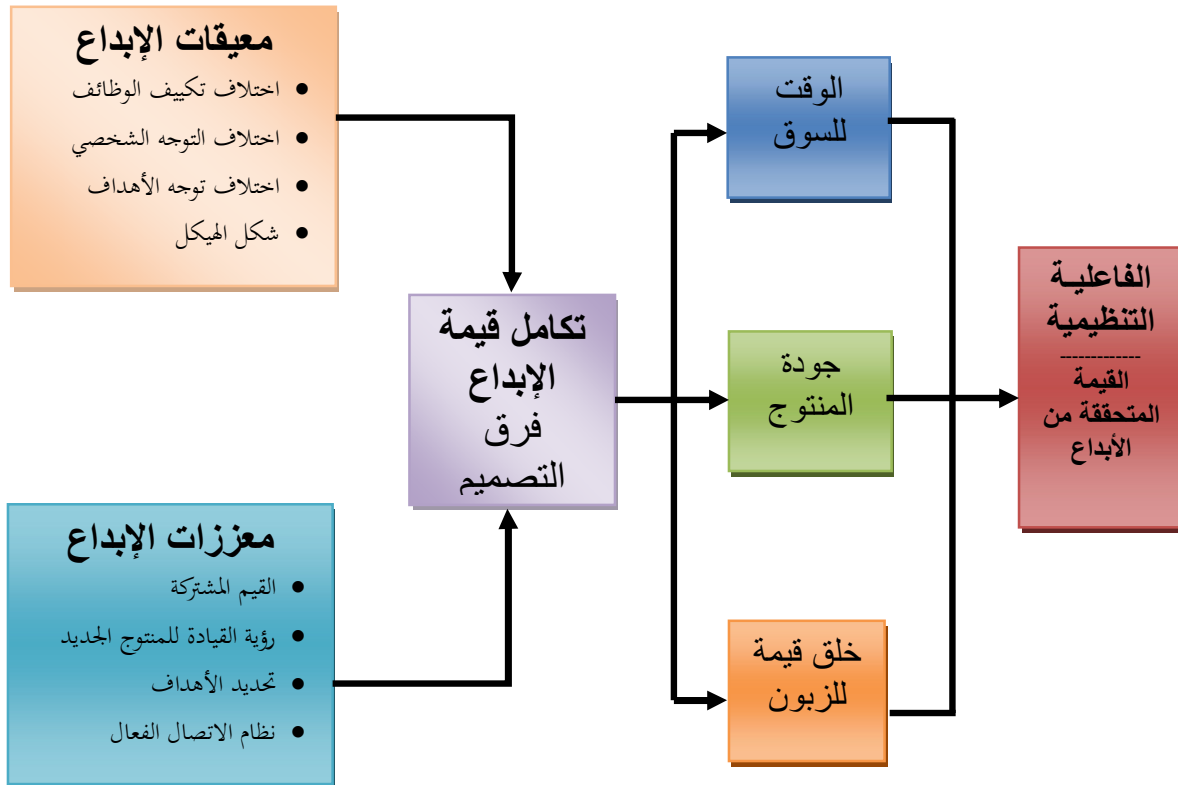 معيقات الإبداع
● اختلاف تكييف الوظائف
● اختلاف التوجه الشخصي
● اختلاف توجه الأهداف
● شكل الهيكل
معززات الإبداع
● القيم المشتركة
● رؤية القيادة للمنتوج الجديد
● تحديد الأهداف
● نظام الاتصال الفعال
تكامل قيمة
الإبداع
فرق
التصميم
الوقت
للسوق
جودة
المنتوج
خلق قيمة
للزبون
الفاعلية
التنظيمية
-------------
القيمة
المتحققة من
الأبداع